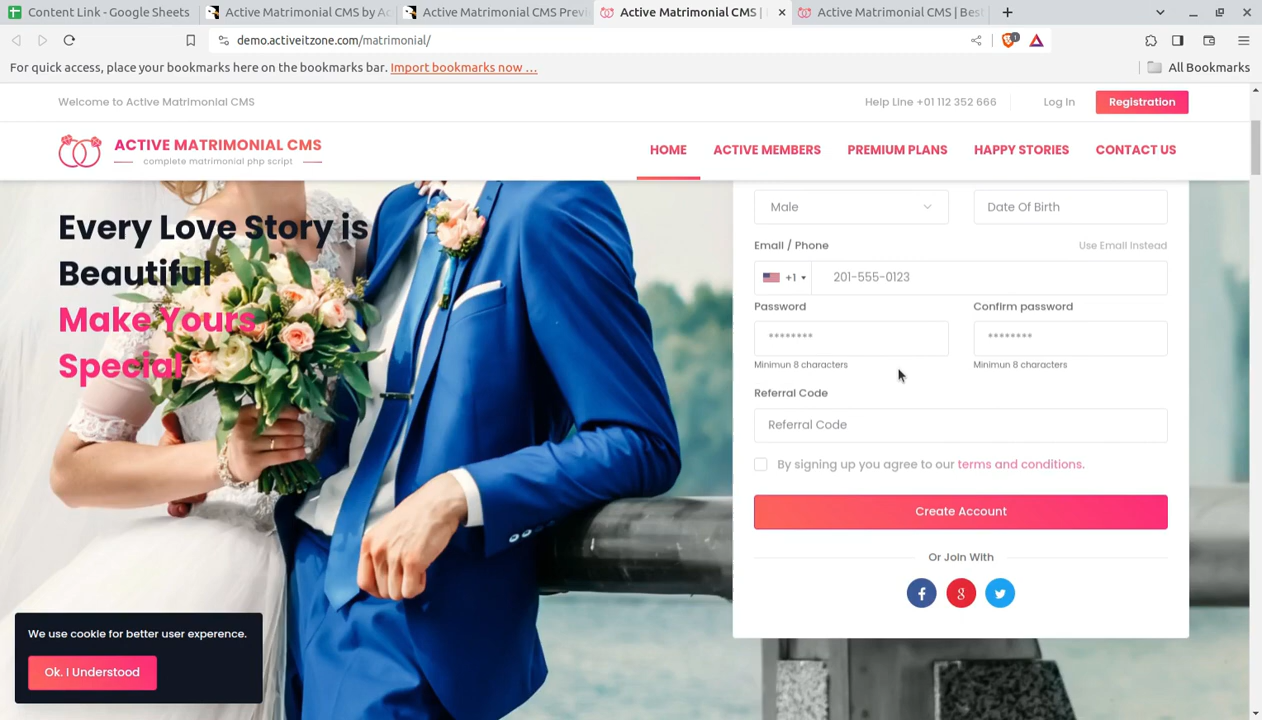 Content Link - Google Sheets
Active Matrimonial CMS by Ac
Active Matrimonial CMS Previ
Active Matrimonial CMS |
Active Matrimonial CMS | Best
demo.activeitzone.com/matrimonial/
1
For quick access, place your bookmarks here on the bookmarks bar. Import bookmarks now ...
All Bookmarks
Welcome to Active Matrimonial CMS
Help Line +01 112 352 666
Log In
Registration
ACTIVE MATRIMONIAL CMS
complete matrimonial php script
HOME
ACTIVE MEMBERS
PREMIUM PLANS
HAPPY STORIES
CONTACT US
Every Love Story is
Beautiful
Make Yours
Special
Male
Date Of Birth
Email / Phone
Use Email Instead
+1
201-555-0123
Password
Confirm password
********
********
Minimun 8 characters
Minimun 8 characters
Referral Code
Referral Code
By signing up you agree to our terms and conditions.
Create Account
Or Join With
We use cookie for better user experence.
Ok. I Understood